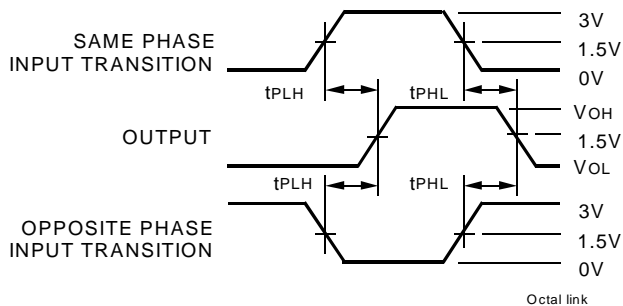 3V
SAME PHASE
INPUT TRANSITION
1.5V
0V
tPLH
tPHL
VOH
OUTPUT
1.5V
VOL
tPLH
tPHL
3V
OPPOSITE PHASE
INPUT TRANSITION
1.5V
0V
Octal link